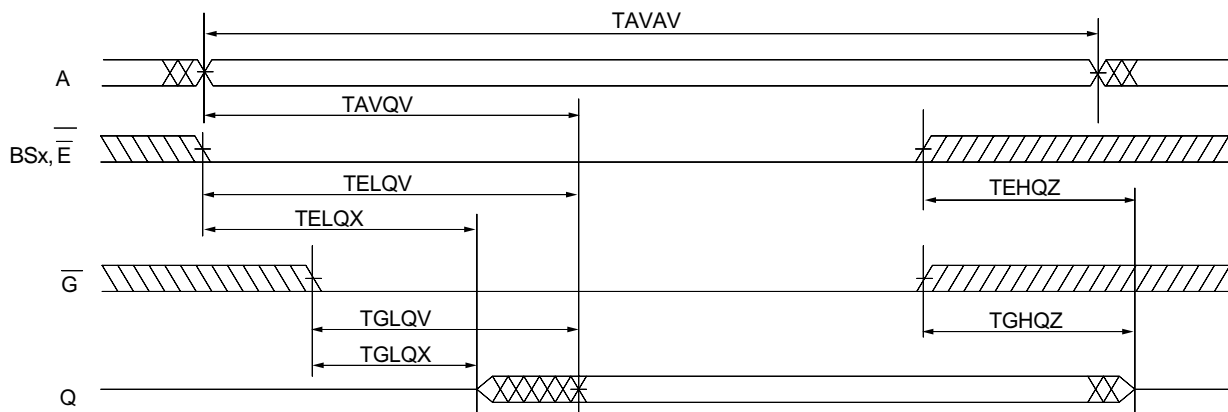 TAVAV
A
TAVQV
BSx, E
TELQV
TEHQZ
TELQX
G
TGLQV
TGHQZ
TGLQX
Q